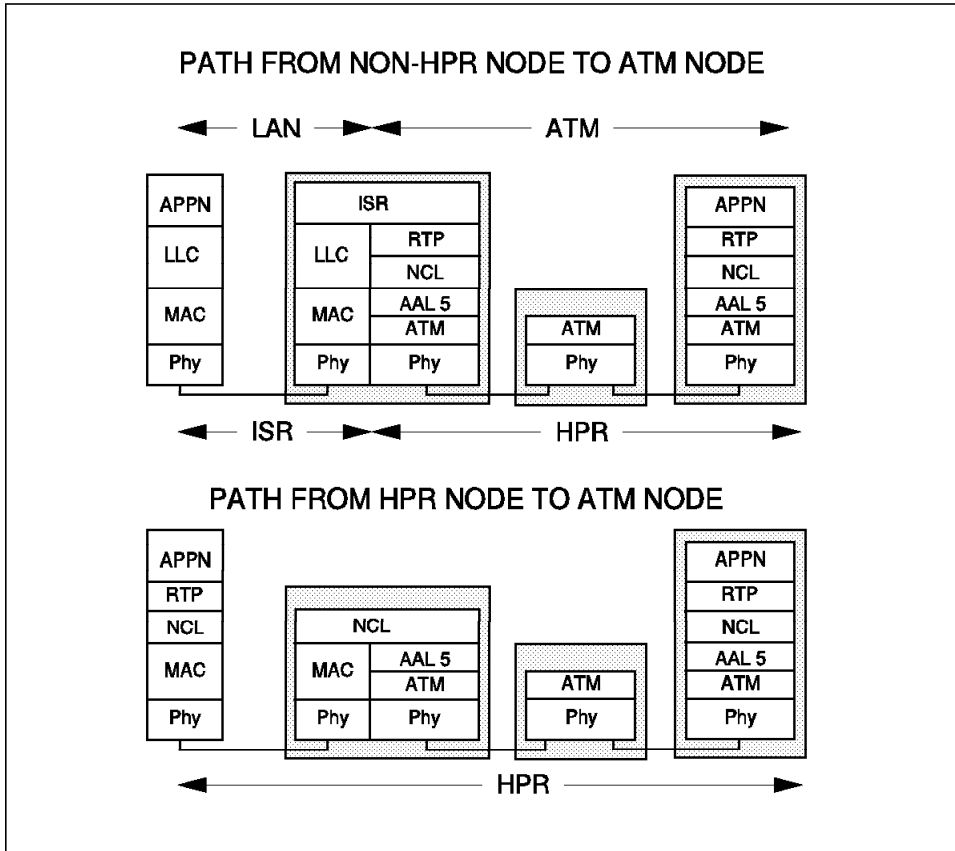 PATH FROM NON-HPR NODE TO ATM NODE
LAN ATM
APPN
LLC
MAC
Phy
ISR
LLC
MAC
Phy
RTP
NCL
AAL 5
ATM
Phy
ATM
Phy
APPN
RTP
NCL
AAL 5
ATM
Phy
ISR HPR
PATH FROM HPR NODE TO ATM NODE
APPN
RTP
NCL
MAC
Phy
NCL
MAC
Phy
AAL 5
ATM
Phy
ATM
Phy
APPN
RTP
NCL
AAL 5
ATM
Phy
HPR